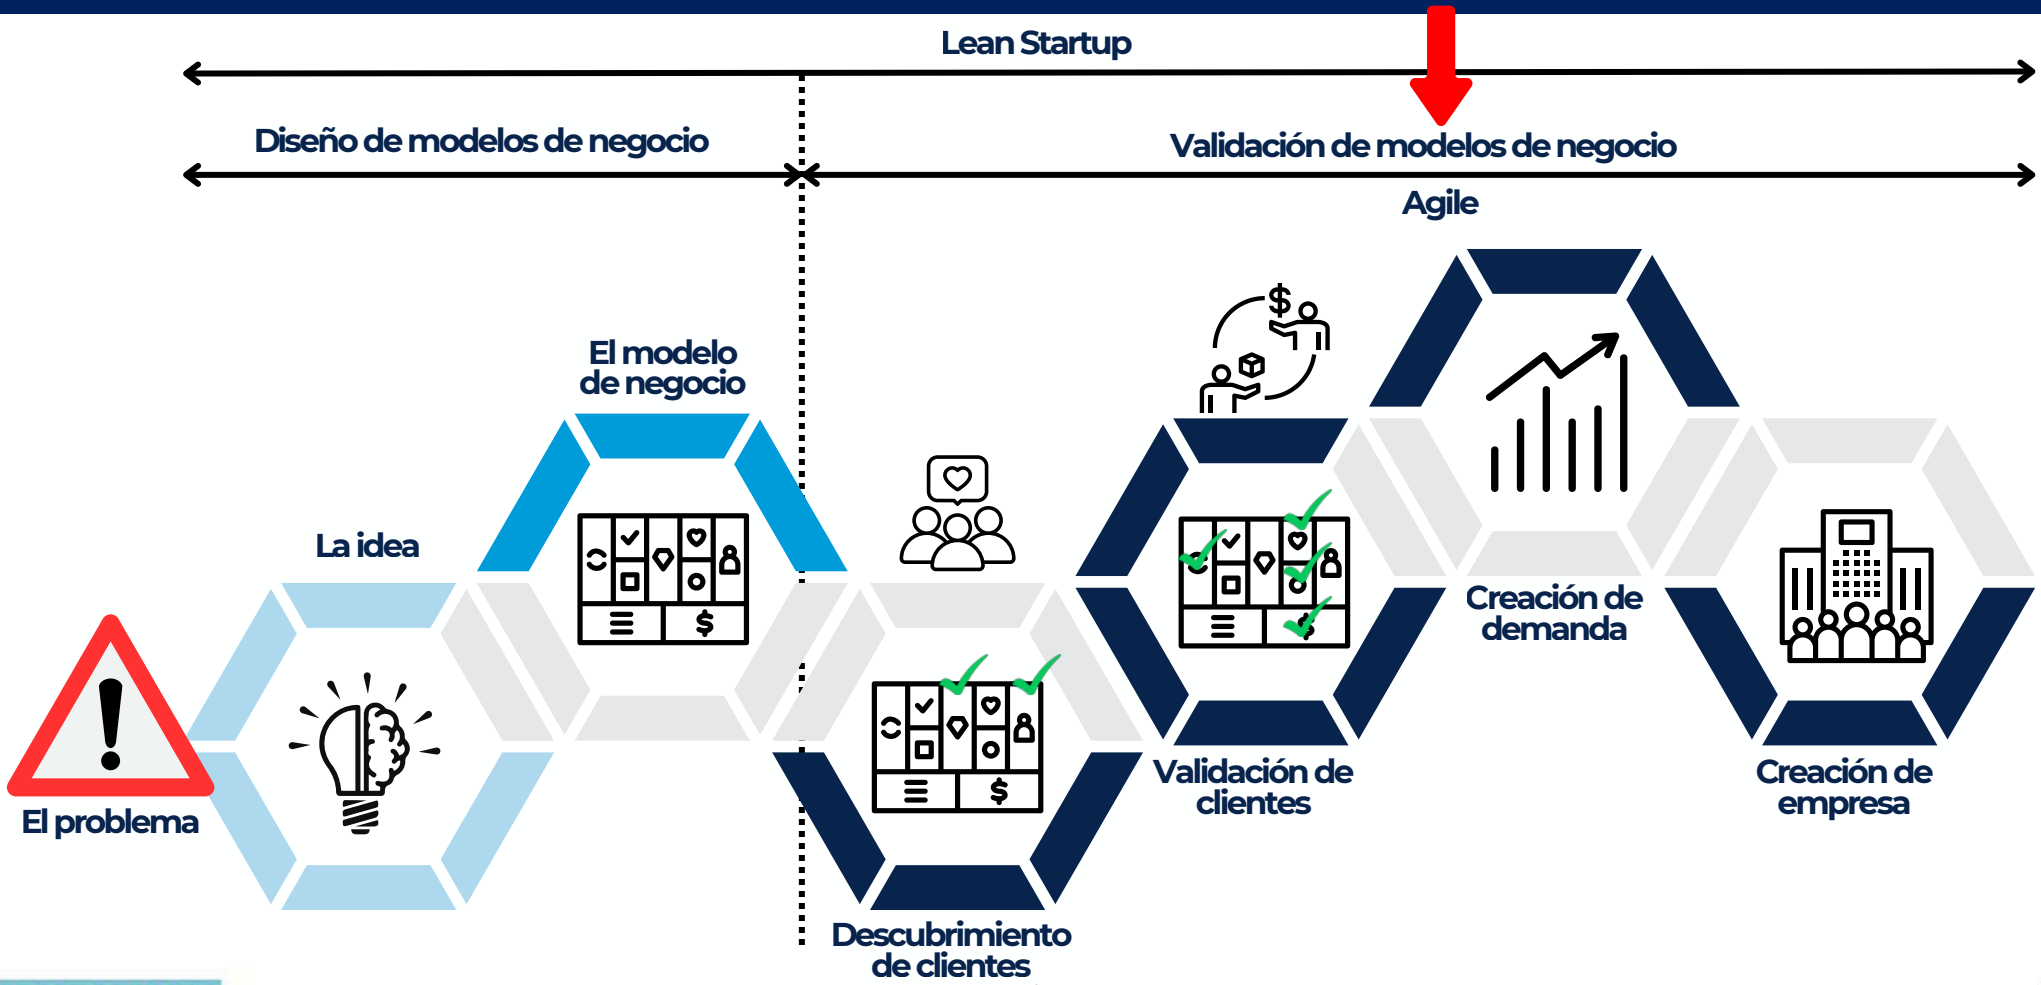 Lean Startup
Diseño de modelos de negocio
Validación de modelos de negocio
Agile
El modelo
de negocio
La idea
El problema
Descubrimiento
de clientes
Validación de
clientes
Creación de
demanda
Creación de
empresa